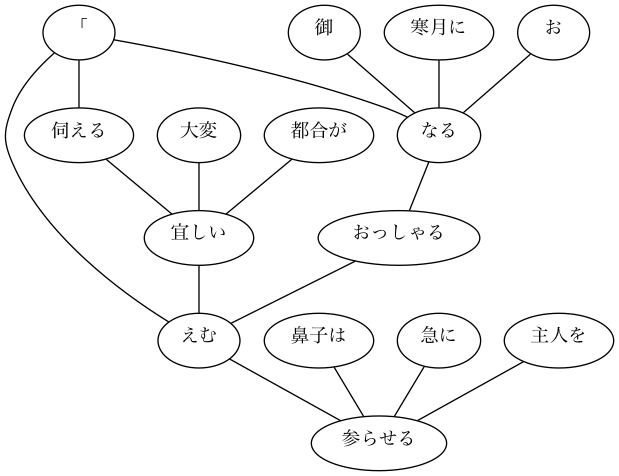 「
御
寒月に
お
伺える
大変
都合が
なる
宜しい
おっしゃる
えむ
鼻子は
急に
主人を
参らせる